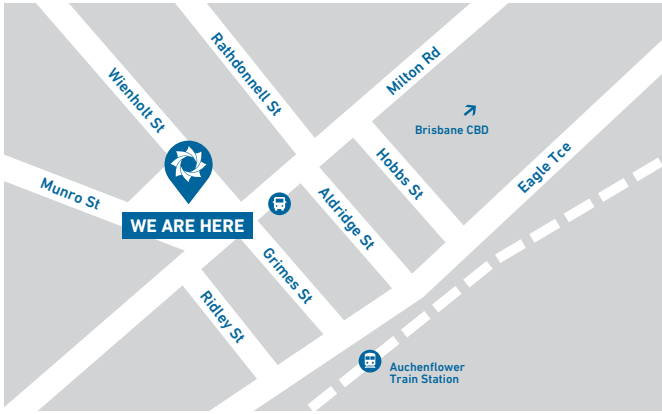 Rathdonnell St
Milton Rd
Wienholt St
Brisbane CBD
Hobbs St
Eagle Tce
Munro St
Aldridge St
WE ARE HERE
Grimes St
Ridley St
Auchenflower
Train Station